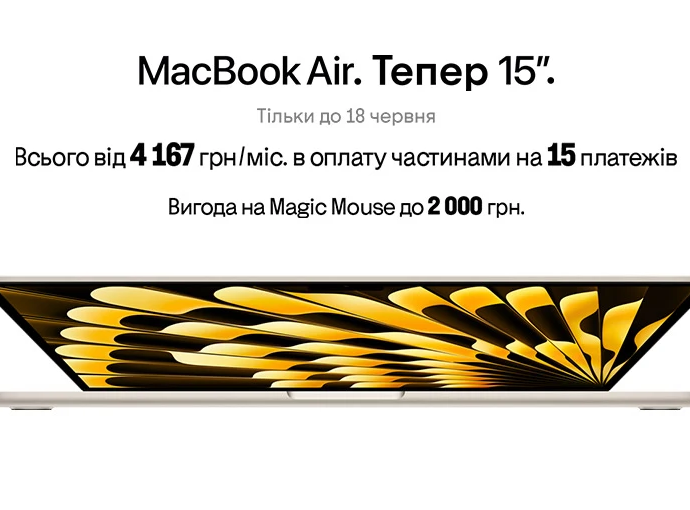 MacBook Air. Тепер 15”.
Тільки до 18 червня
Всього від 4 167 грн/міс. в оплату частинами на 15 платежів
Вигода на Magic Mouse до 2 000 грн.